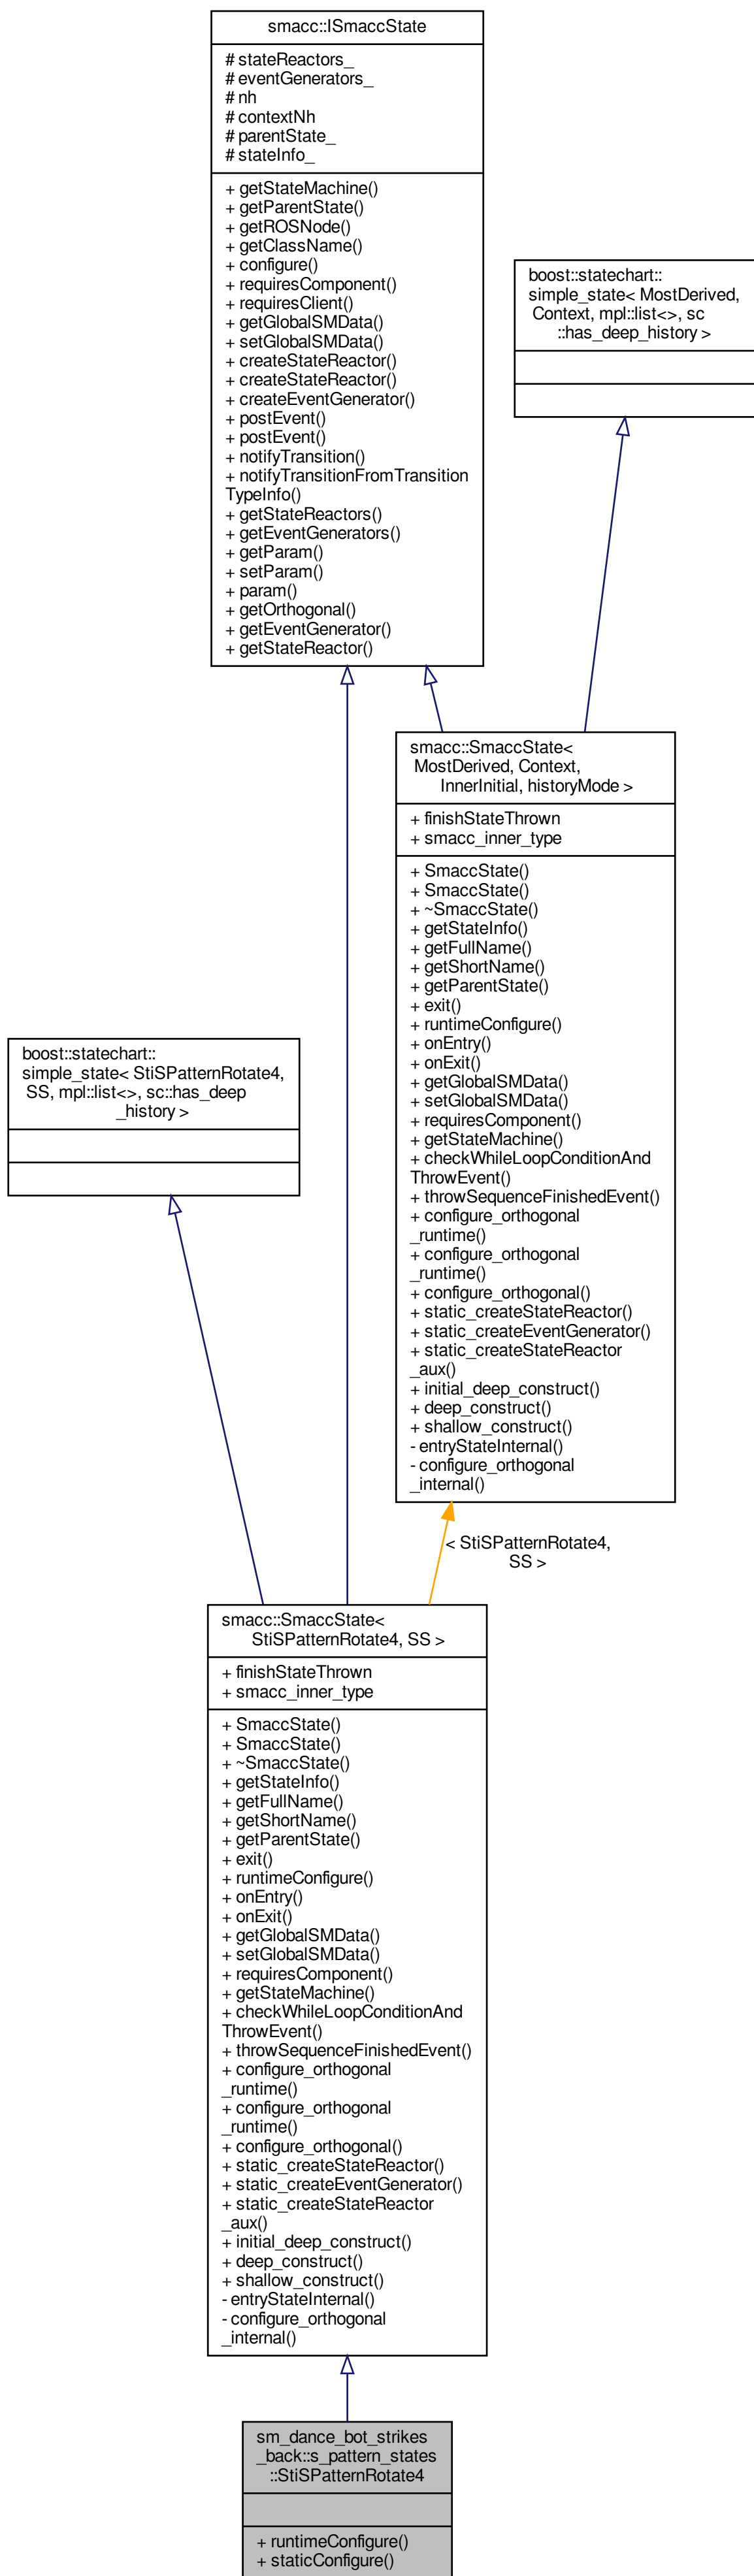 smacc::ISmaccState
# stateReactors_
# eventGenerators_
# nh
# contextNh
# parentState_
# stateInfo_
+ getStateMachine()
+ getParentState()
+ getROSNode()
+ getClassName()
+ configure()
+ requiresComponent()
+ requiresClient()
+ getGlobalSMData()
+ setGlobalSMData()
+ createStateReactor()
+ createStateReactor()
+ createEventGenerator()
+ postEvent()
+ postEvent()
+ notifyTransition()
+ notifyTransitionFromTransition
TypeInfo()
+ getStateReactors()
+ getEventGenerators()
+ getParam()
+ setParam()
+ param()
+ getOrthogonal()
+ getEventGenerator()
+ getStateReactor()
boost::statechart::
simple_state< MostDerived,
Context, mpl::list<>, sc
::has_deep_history >
smacc::SmaccState<
MostDerived, Context,
InnerInitial, historyMode >
+ finishStateThrown
+ smacc_inner_type
+ SmaccState()
+ SmaccState()
+ ~SmaccState()
+ getStateInfo()
+ getFullName()
+ getShortName()
+ getParentState()
+ exit()
+ runtimeConfigure()
+ onEntry()
+ onExit()
+ getGlobalSMData()
+ setGlobalSMData()
+ requiresComponent()
+ getStateMachine()
+ checkWhileLoopConditionAnd
ThrowEvent()
+ throwSequenceFinishedEvent()
+ configure_orthogonal
_runtime()
+ configure_orthogonal
_runtime()
+ configure_orthogonal()
+ static_createStateReactor()
+ static_createEventGenerator()
+ static_createStateReactor
_aux()
+ initial_deep_construct()
+ deep_construct()
+ shallow_construct()
- entryStateInternal()
- configure_orthogonal
_internal()
boost::statechart::
simple_state< StiSPatternRotate4,
SS, mpl::list<>, sc::has_deep
_history >
< StiSPatternRotate4,
SS >
smacc::SmaccState<
StiSPatternRotate4, SS >
+ finishStateThrown
+ smacc_inner_type
+ SmaccState()
+ SmaccState()
+ ~SmaccState()
+ getStateInfo()
+ getFullName()
+ getShortName()
+ getParentState()
+ exit()
+ runtimeConfigure()
+ onEntry()
+ onExit()
+ getGlobalSMData()
+ setGlobalSMData()
+ requiresComponent()
+ getStateMachine()
+ checkWhileLoopConditionAnd
ThrowEvent()
+ throwSequenceFinishedEvent()
+ configure_orthogonal
_runtime()
+ configure_orthogonal
_runtime()
+ configure_orthogonal()
+ static_createStateReactor()
+ static_createEventGenerator()
+ static_createStateReactor
_aux()
+ initial_deep_construct()
+ deep_construct()
+ shallow_construct()
- entryStateInternal()
- configure_orthogonal
_internal()
sm_dance_bot_strikes
_back::s_pattern_states
::StiSPatternRotate4
+ runtimeConfigure()
+ staticConfigure()